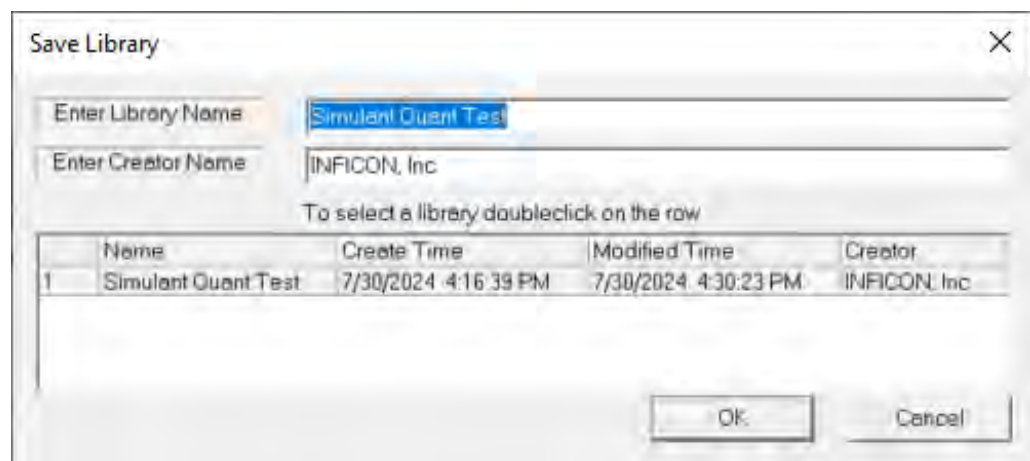 Save Library
Enter Library Name Simulant Quant Test
Enter Creator Name INFICON, Inc
To select a library doubleclick on the row
Name Create Time Modified Time Creator
1 Simulant Quant Test 7/30/2024 4:16:39 PM 7/30/2024 4:30:23 PM INFICON, Inc
OK Cancel